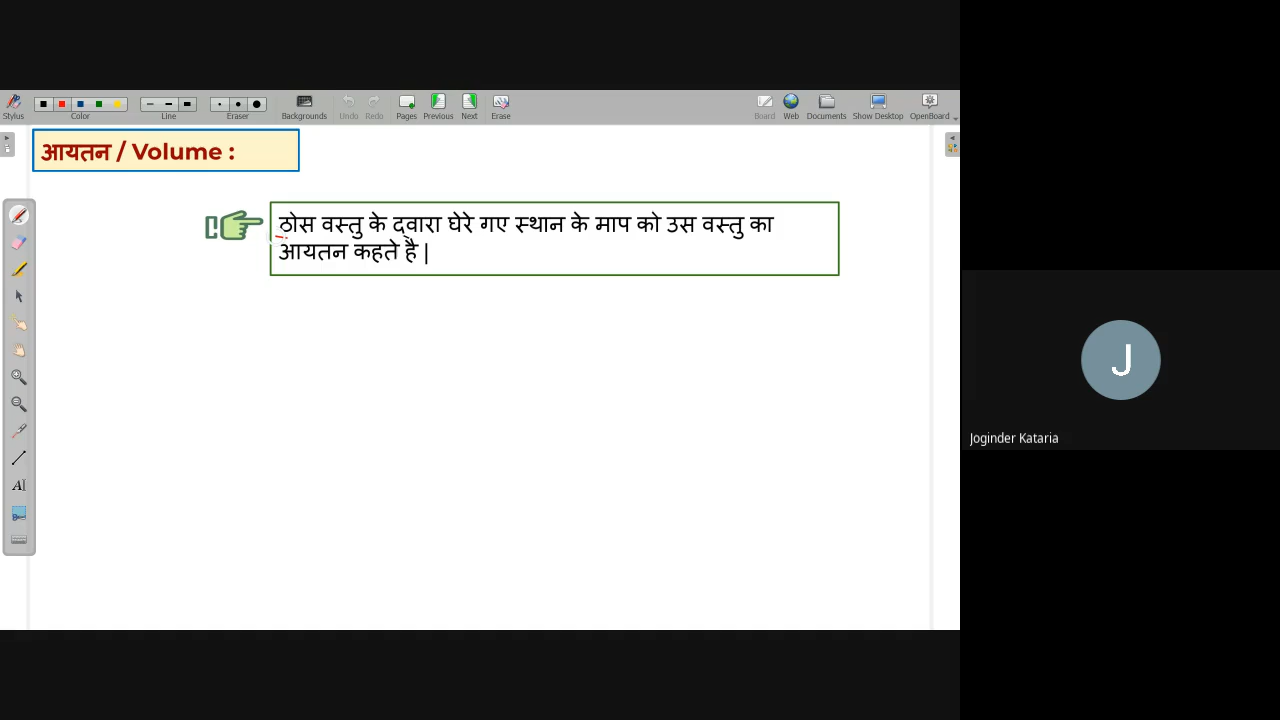 Stylus
Color
Line
Eraser
Backgrounds
Undo
Redo
Pages
Previous
Next
Erase
Board
Web
Documents
Show Desktop
OpenBoard
आयतन / Volume :
ठोस वस्तु के द्वारा घेरे गए स्थान के माप को उस वस्तु का
आयतन कहते है |
AI
J
Joginder Kataria